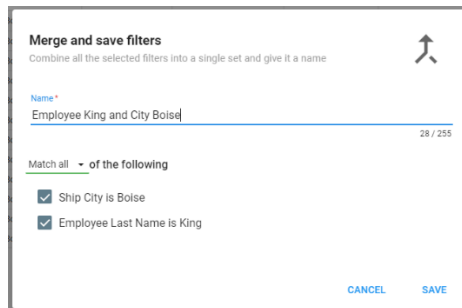 Merge and save filters
Combine all the selected filters into a single set and give it a name
Name*
Employee King and City Boise
28 / 255
Match all of the following
Ship City is Boise
Employee Last Name is King
CANCEL SAVE